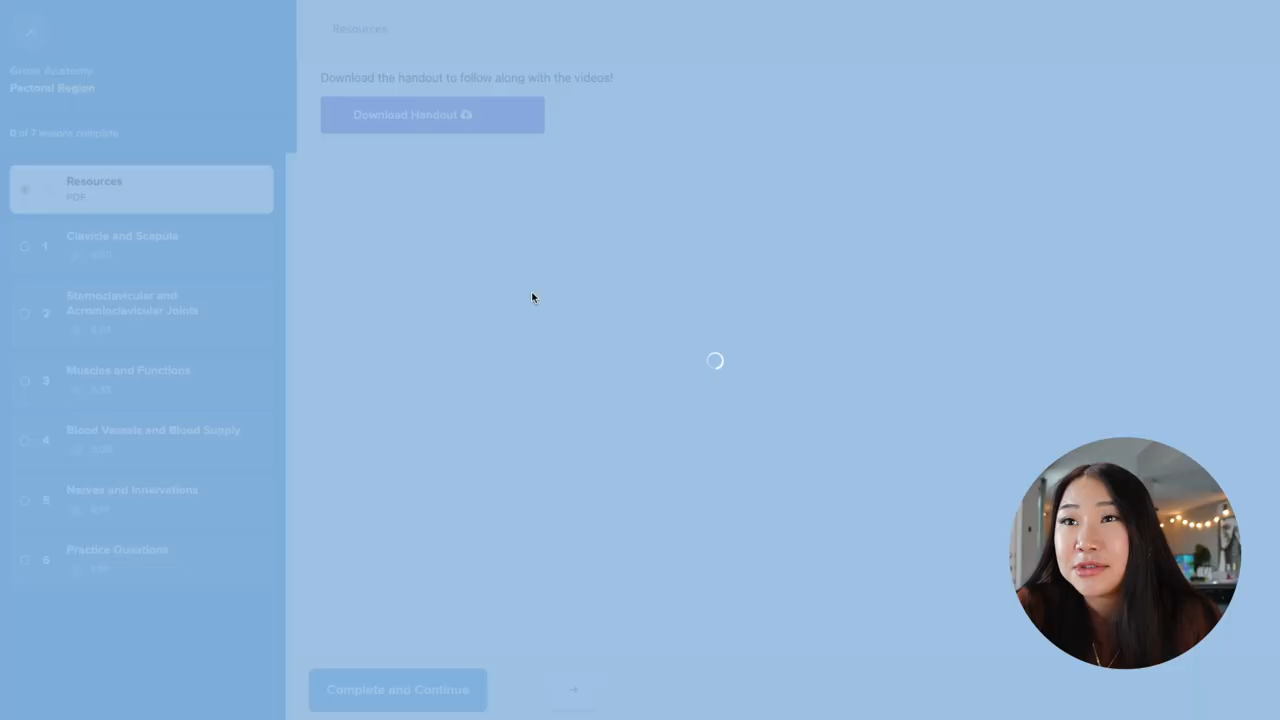 Gross Academy
Pectoral Region
0 of 7 lessons complete
Resources
PDF
1
Clavicle and Scapula
2
Sternoclavicular and
Acromioclavicular Joints
3
Muscles and Functions
4
Blood Vessels and Blood Supply
5
Nerves and Innervations
6
Practice Questions
Resources
Download the handout to follow along with the videos!
Download Handout
Complete and Continue
→